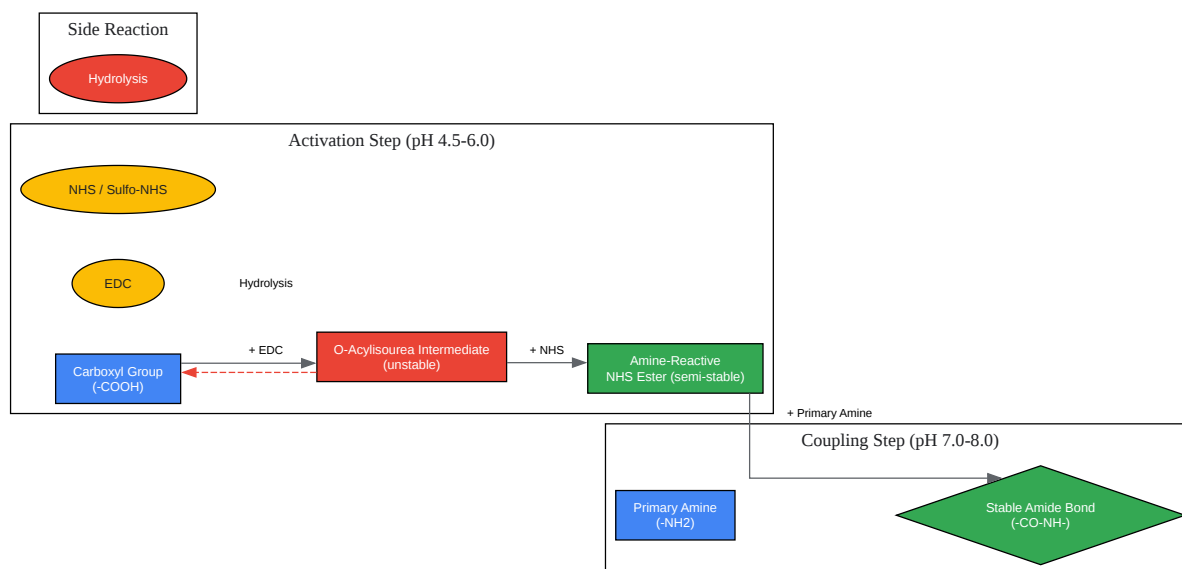 Side Reaction
Hydrolysis
Activation Step (pH 4.5-6.0)
NHS / Sulfo-NHS
EDC
Hydrolysis
+ EDC
+ NHS
Carboxyl Group
(-COOH)
O-Acylisourea Intermediate
(unstable)
Amine-Reactive
NHS Ester (semi-stable)
+ Primary Amine
Coupling Step (pH 7.0-8.0)
Primary Amine
(-NH2)
Stable Amide Bond
(-CO-NH-)